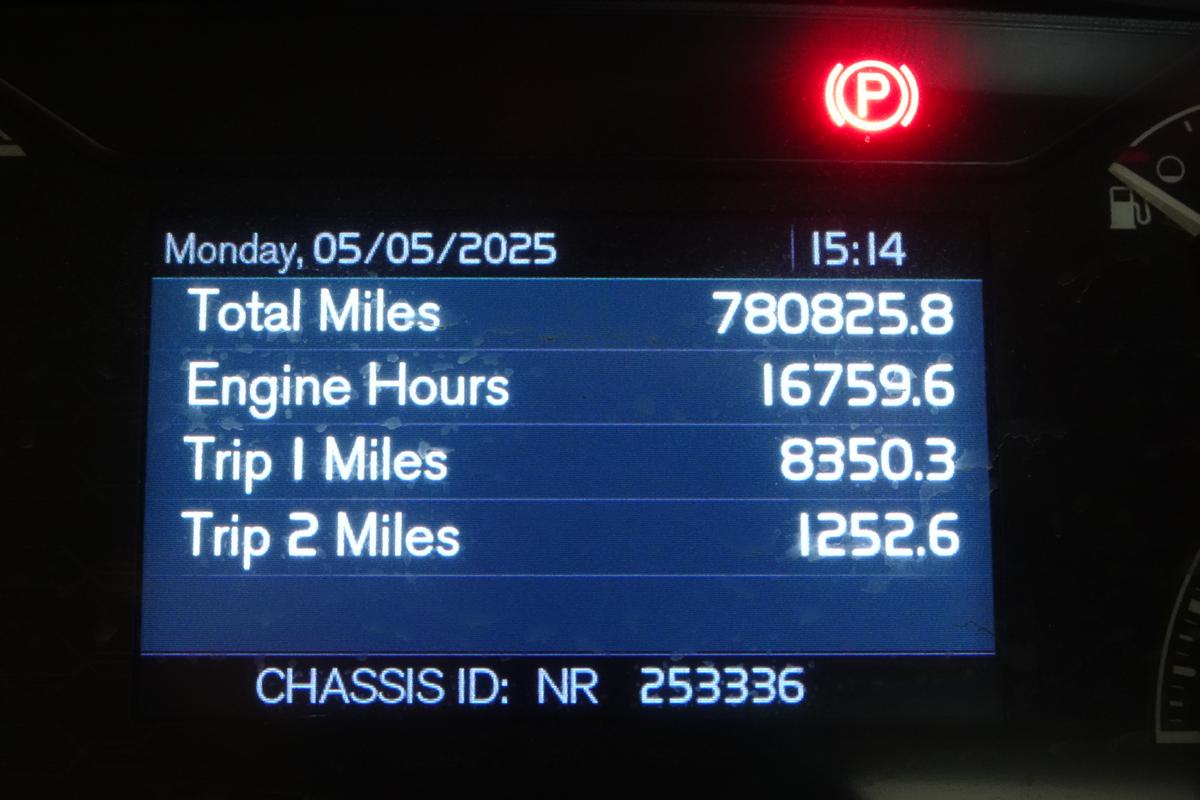 P
Monday, 05/05/2025 15:14
Total Miles 780825.8
Engine Hours 16759.6
Trip 1 Miles 8350.3
Trip 2 Miles 1252.6
CHASSIS ID: NR 253336